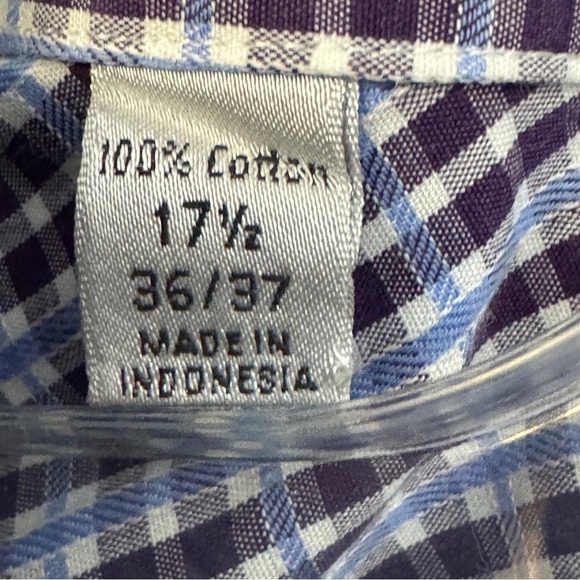 100% Cotton
17½
36/37
MADE IN
INDONESIA